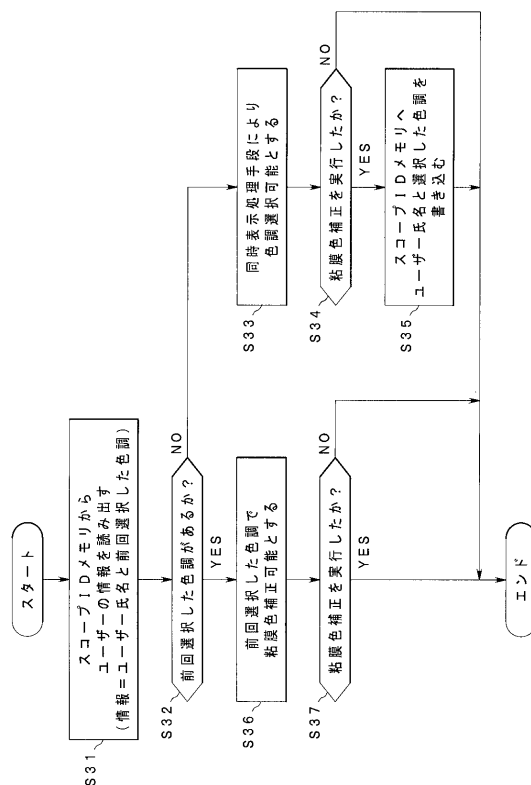 スタート
S31
スコープIDメモリから
ユーザーの情報を読み出す
(情報=ユーザー氏名と前回選択した色調)
S32
前回選択した色調があるか?
NO
YES
S36
前回選択した色調で
粘膜色補正可能とする
S37
粘膜色補正を実行したか?
NO
YES
S33
同時表示処理手段により
色調選択可能とする
S34
粘膜色補正を実行したか?
NO
YES
S35
スコープIDメモリへ
ユーザー氏名と選択した色調を
書き込む
エンド